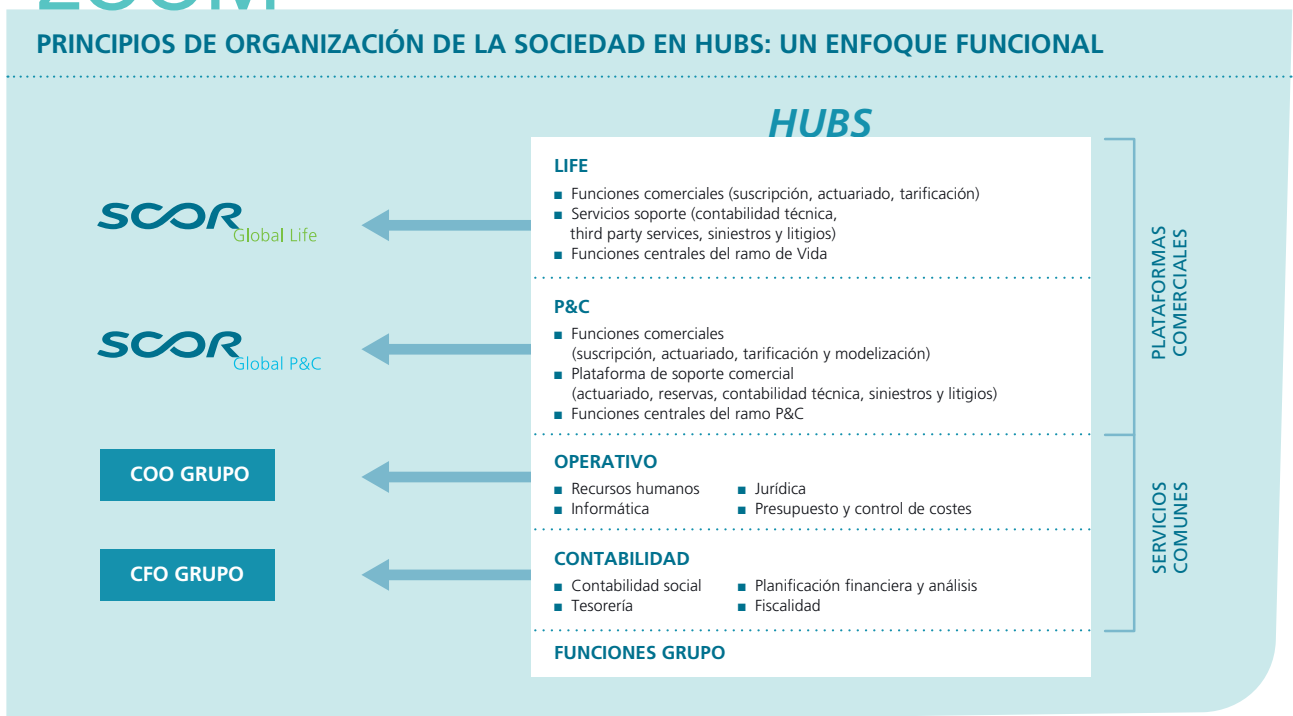 ZOOM
PRINCIPIOS DE ORGANIZACIÓN DE LA SOCIEDAD EN HUBS: UN ENFOQUE FUNCIONAL
HUBS
SCOR
Global Life
LIFE
■ Funciones comerciales (suscripción, actuariado, tarificación)
■ Servicios soporte (contabilidad técnica,
third party services, siniestros y litigios)
■ Funciones centrales del ramo de Vida
SCOR
Global P&C
P&C
■ Funciones comerciales
(suscripción, actuariado, tarificación y modelización)
■ Plataforma de soporte comercial
(actuariado, reservas, contabilidad técnica, siniestros y litigios)
■ Funciones centrales del ramo P&C
PLATAFORMAS
COMERCIALES
COO GRUPO
OPERATIVO
■ Recursos humanos ■ Jurídica
■ Informática ■ Presupuesto y control de costes
CFO GRUPO
CONTABILIDAD
■ Contabilidad social ■ Planificación financiera y análisis
■ Tesorería ■ Fiscalidad
SERVICIOS
COMUNES
FUNCIONES GRUPO